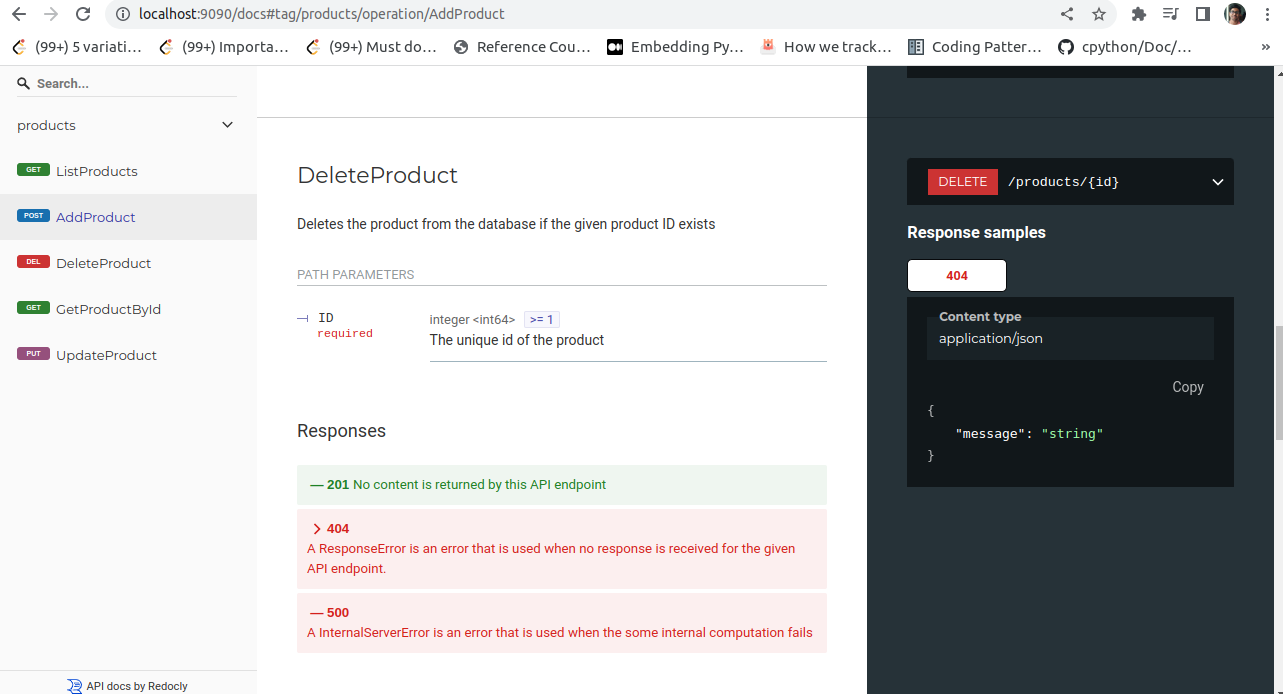 localhost:9090/docs#tag/products/operation/AddProduct
(99+) 5 variati... (99+) Importa... (99+) Must do... Reference Cou... Embedding Py... How we track... Coding Patter... cpython/Doc/... »
Search...
products
GET ListProducts
POST AddProduct
DEL DeleteProduct
GET GetProductById
PUT UpdateProduct
API docs by Redocly
DeleteProduct
Deletes the product from the database if the given product ID exists
PATH PARAMETERS
ID
required
integer <int64> >= 1
The unique id of the product
Responses
— 201 No content is returned by this API endpoint
404
A ResponseError is an error that is used when no response is received for the given
API endpoint.
— 500
A InternalServerError is an error that is used when the some internal computation fails
DELETE /products/{id}
Response samples
404
Content type
application/json
Copy
{
"message": "string"
}